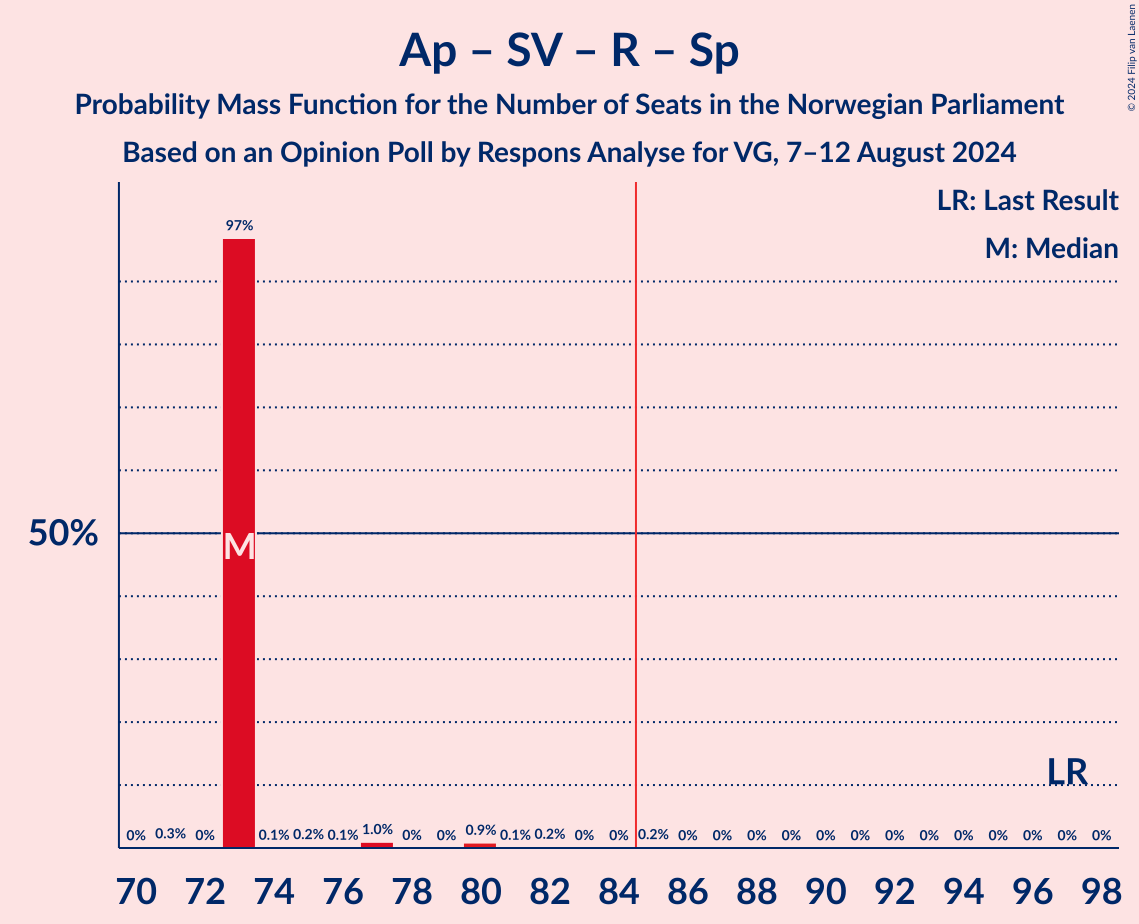 Ap – SV – R – Sp
Probability Mass Function for the Number of Seats in the Norwegian Parliament
Based on an Opinion Poll by Respons Analyse for VG, 7–12 August 2024
© 2024 Filip van Laenen
LR: Last Result
M: Median
97%
50%
M
LR
0% 0.3% 0% 0.1% 0.2% 0.1% 1.0% 0% 0% 0.9% 0.1% 0.2% 0% 0% 0.2% 0% 0% 0% 0% 0% 0% 0% 0% 0% 0% 0% 0% 0%
70 72 74 76 78 80 82 84 86 88 90 92 94 96 98